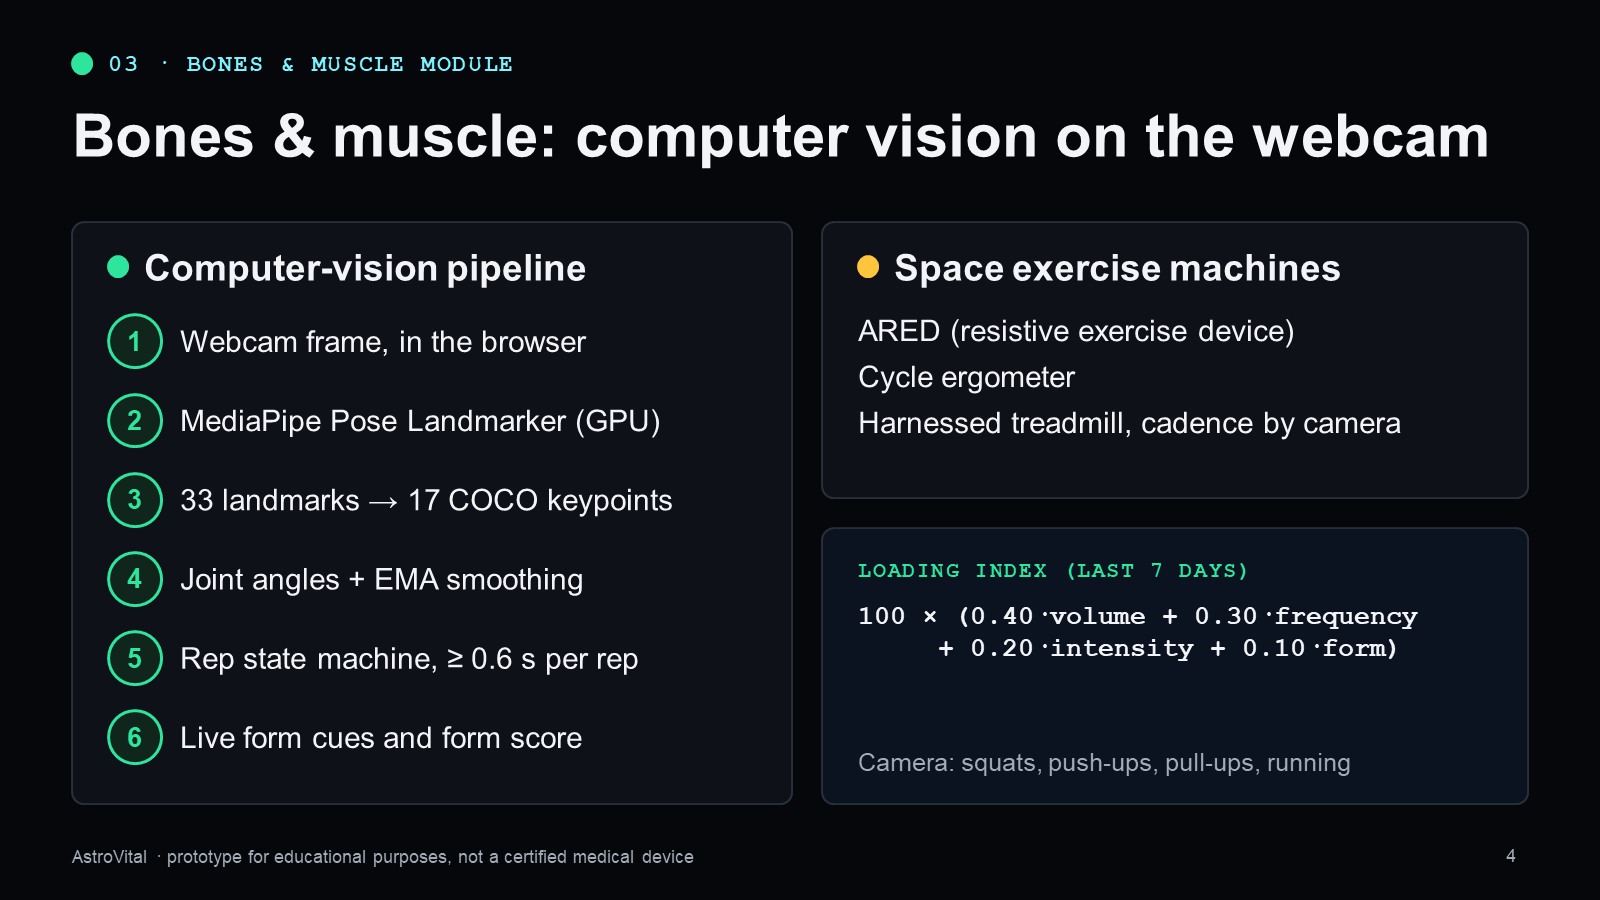 03 · BONES & MUSCLE MODULE
Bones & muscle: computer vision on the webcam
Computer-vision pipeline
1 Webcam frame, in the browser
2 MediaPipe Pose Landmarker (GPU)
3 33 landmarks → 17 COCO keypoints
4 Joint angles + EMA smoothing
5 Rep state machine, ≥ 0.6 s per rep
6 Live form cues and form score
Space exercise machines
ARED (resistive exercise device)
Cycle ergometer
Harnessed treadmill, cadence by camera
LOADING INDEX (LAST 7 DAYS)
100 × (0.40·volume + 0.30·frequency
+ 0.20·intensity + 0.10·form)
Camera: squats, push-ups, pull-ups, running
AstroVital · prototype for educational purposes, not a certified medical device
4